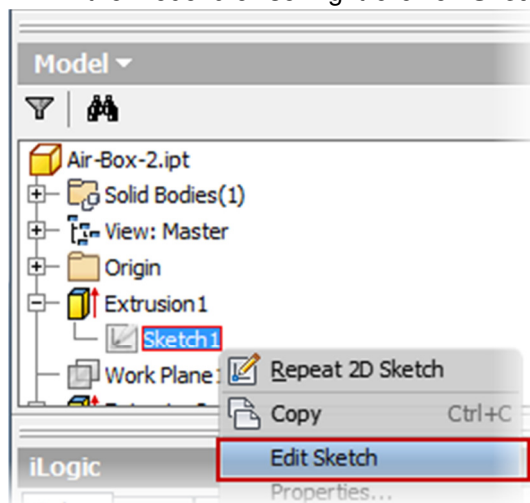 Model
Air-Box-2.ipt
Solid Bodies(1)
View: Master
Origin
Extrusion1
Sketch1
Work Plane
Repeat 2D Sketch
Copy Ctrl+C
Edit Sketch
Properties...
iLogic